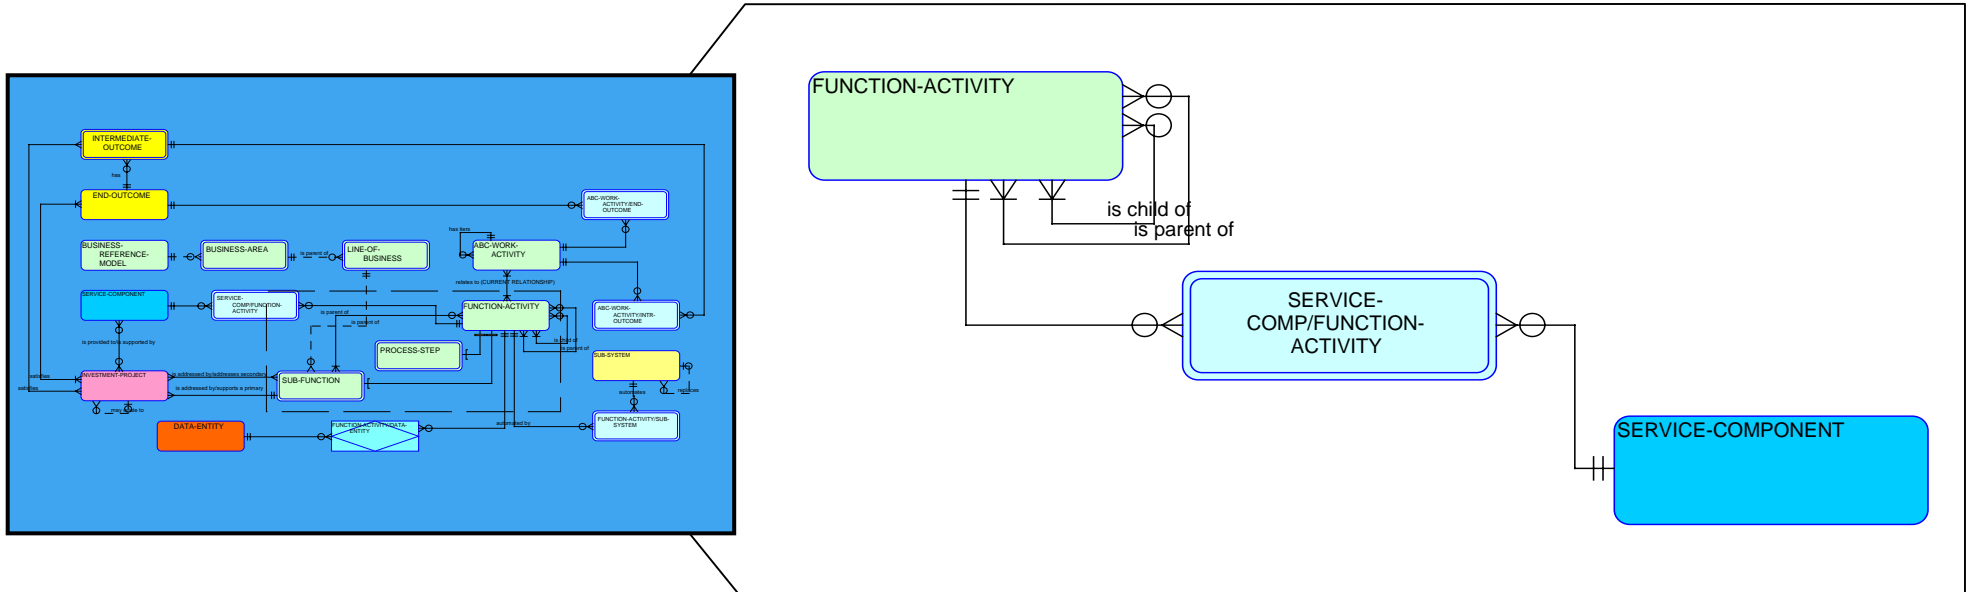 INTERMEDIATE-
OUTCOME
has
END-OUTCOME
ABC-WORK-
ACTIVITY/END-
OUTCOME
has tiers
BUSINESS-
REFERENCE-
MODEL
BUSINESS-AREA
is parent of
LINE-OF-
BUSINESS
ABC-WORK-
ACTIVITY
relates to (CURRENT RELATIONSHIP)
SERVICE-COMPONENT
SERVICE-
COMP/FUNCTION-
ACTIVITY
is parent of
is parent of
FUNCTION-ACTIVITY
ABC-WORK-
ACTIVITY/INTR-
OUTCOME
is provided to/is supported by
PROCESS-STEP
is child of
is parent of
SUB-SYSTEM
satisfies
satisfies
INVESTMENT-PROJECT
is addressed by/addresses secondary
is addressed by/supports a primary
SUB-FUNCTION
automates
replaces
may relate to
DATA-ENTITY
FUNCTION-ACTIVITY/DATA-
ENTITY
automated by
FUNCTION-ACTIVITY/SUB-
SYSTEM
FUNCTION-ACTIVITY
is child of
is parent of
SERVICE-
COMP/FUNCTION-
ACTIVITY
SERVICE-COMPONENT